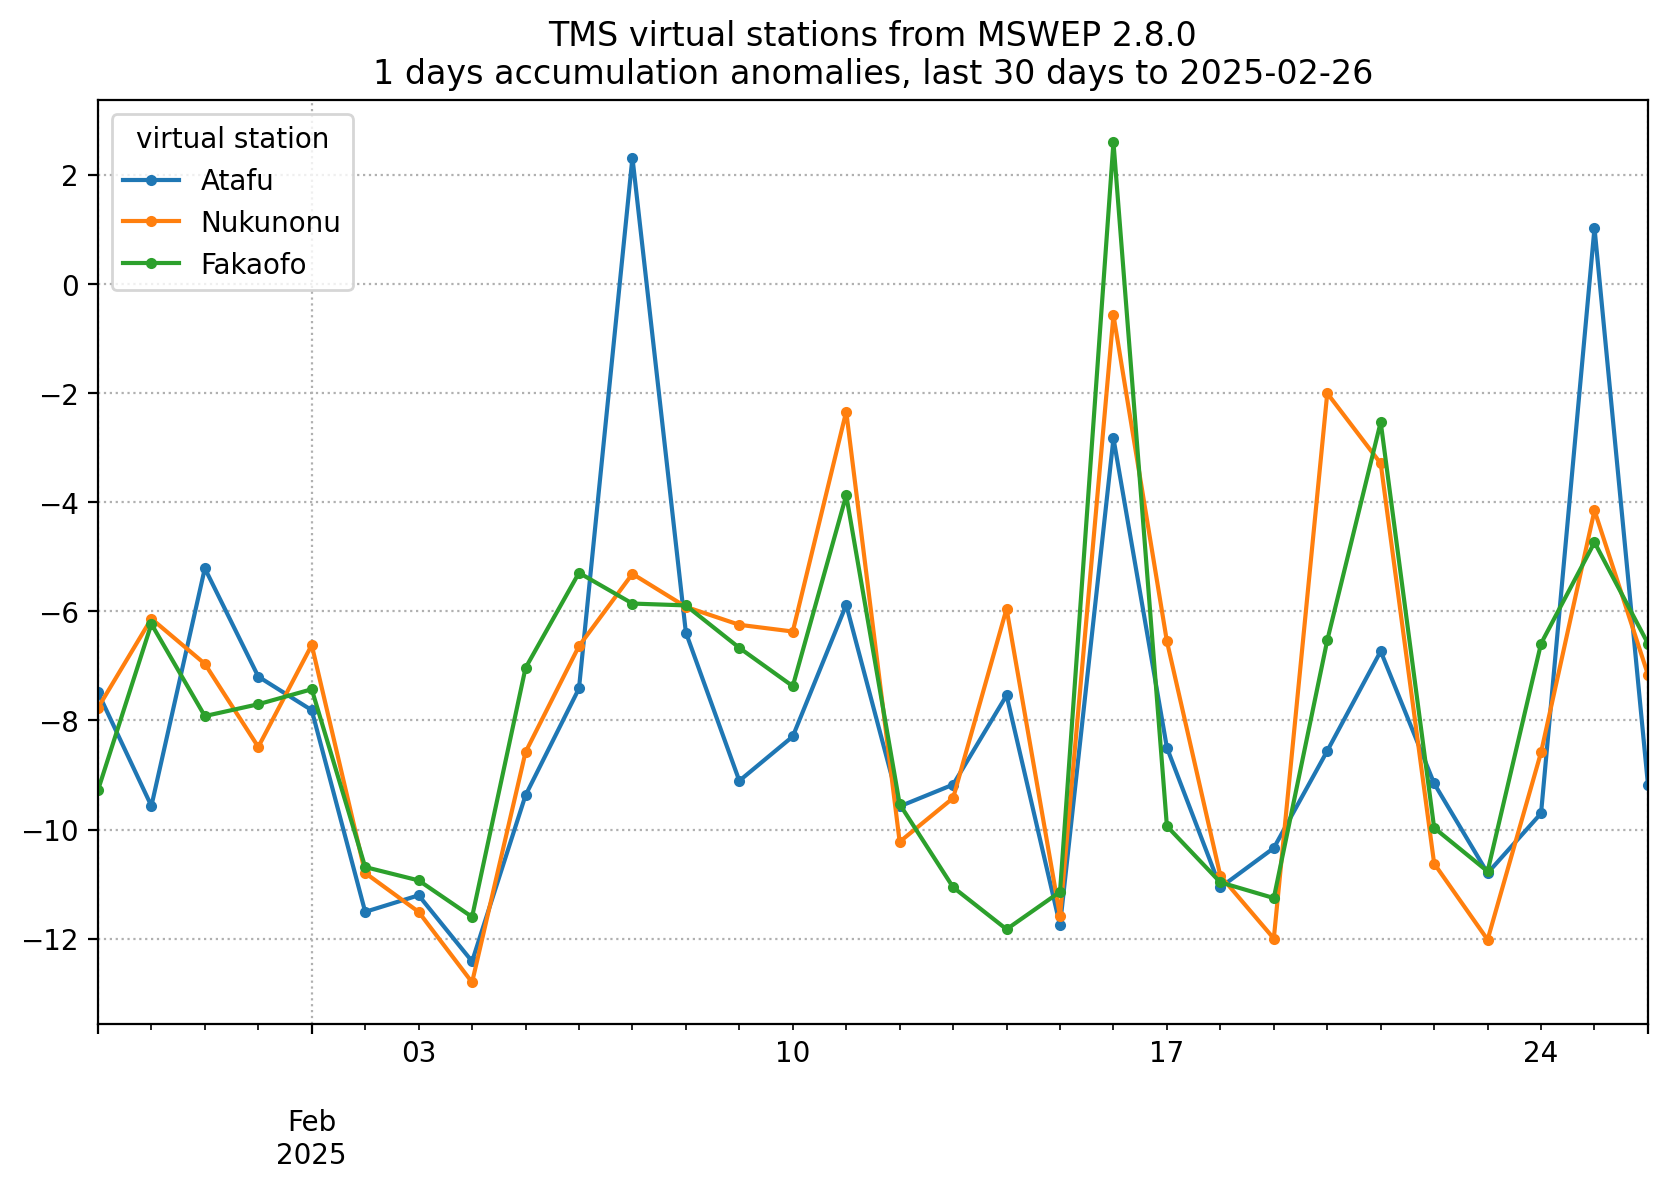 TMS virtual stations from MSWEP 2.8.0
1 days accumulation anomalies, last 30 days to 2025-02-26
virtual station
Atafu
Nukunonu
Fakaofo
2
0
−2
−4
−6
−8
−10
−12
03
10
17
24
Feb
2025